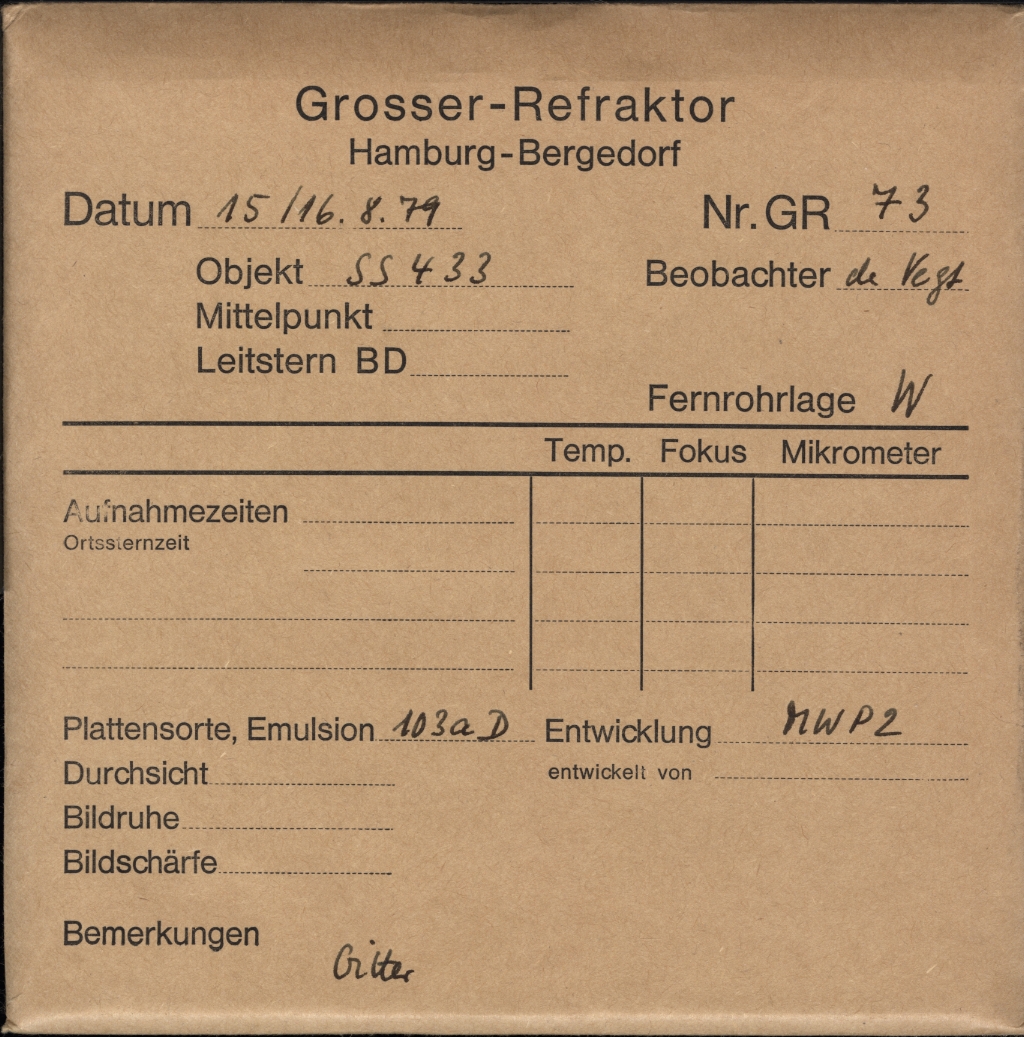 Grosser-Refraktor
Hamburg-Bergedorf
Datum 15/16.8.79 Nr. GR 73
Objekt SS 433 Beobachter de Vegt
Mittelpunkt
Leitstern BD
Fernrohrlage W
Temp. Fokus Mikrometer
Aufnahmezeiten
Ortssternzeit
Plattensorte, Emulsion 103a D Entwicklung MWP2
Durchsicht entwickelt von
Bildruhe
Bildschärfe
Bemerkungen
Gitter